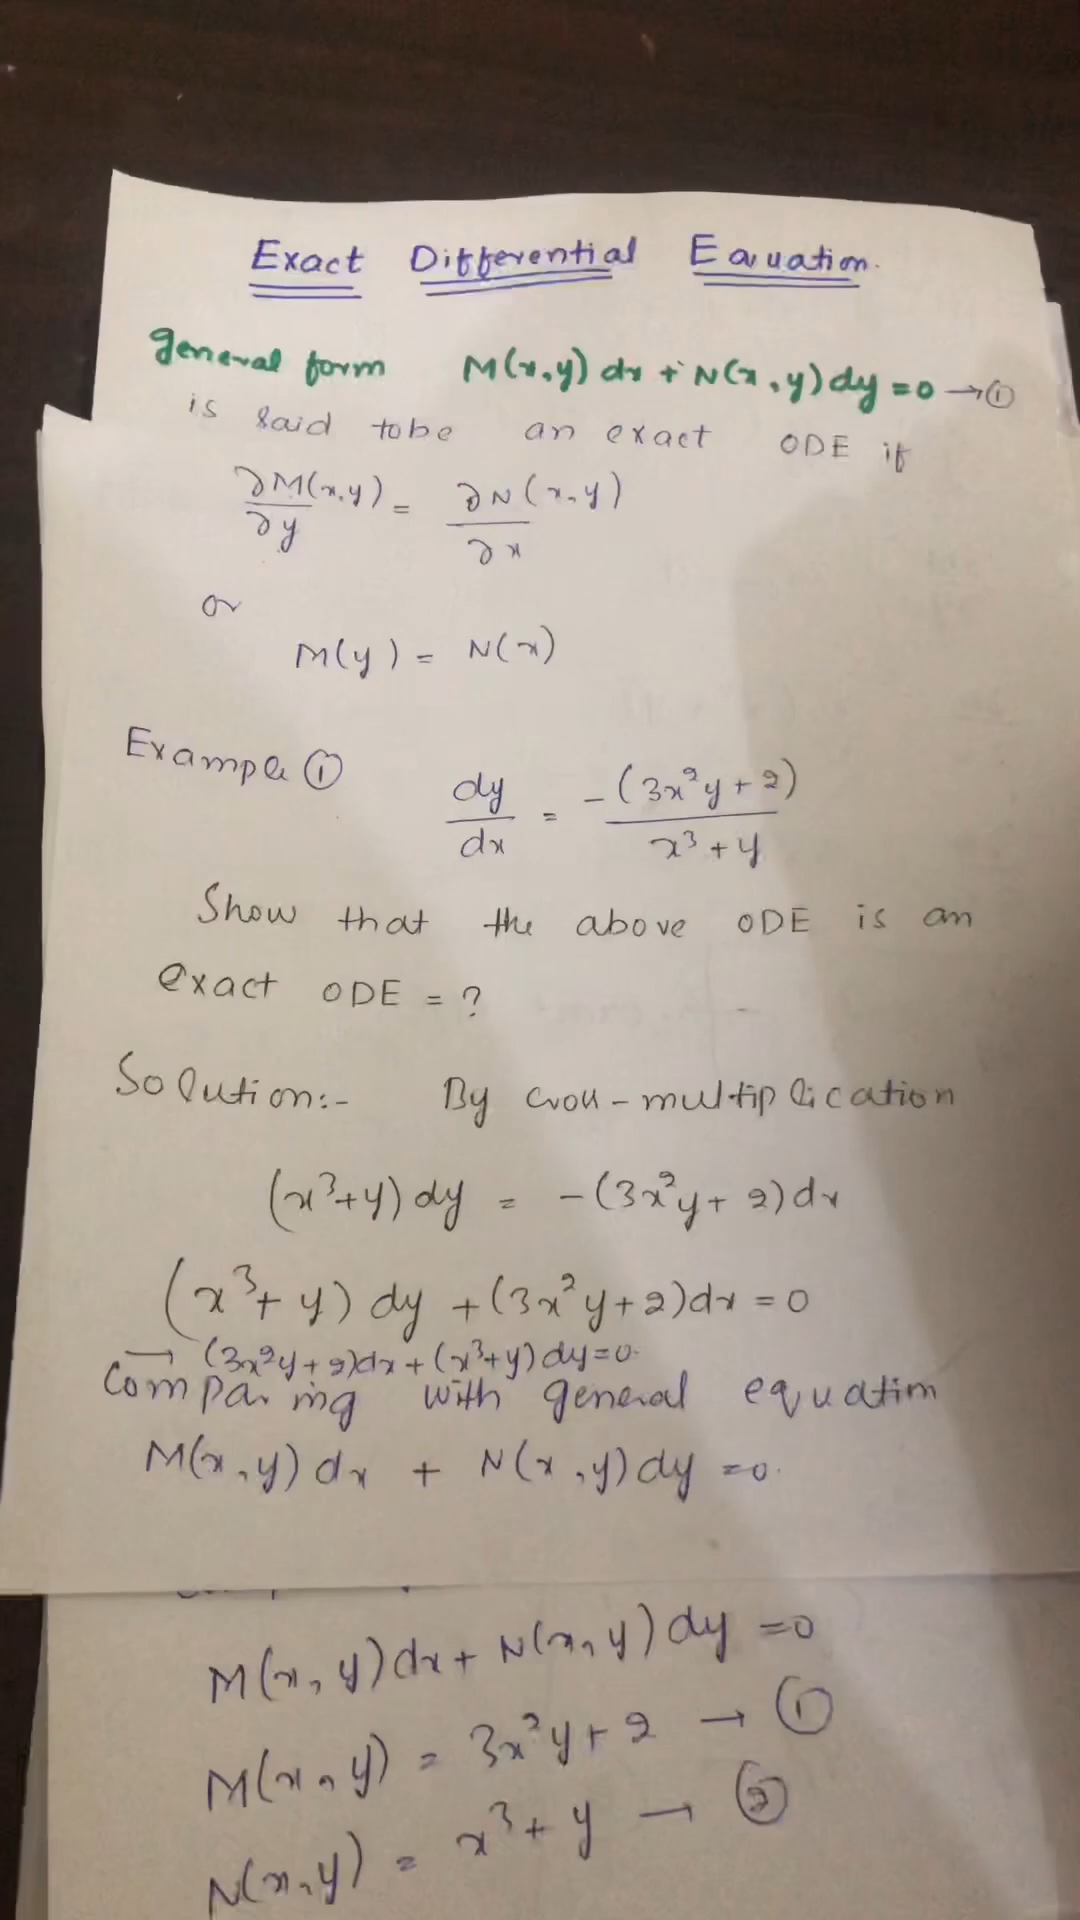 Exact Differential Equation.
general form M(x,y) dx + N(x,y) dy = 0 → ①
is said tobe an exact ODE if
∂M(x,y)/∂y = ∂N(x,y)/∂x
or
M(y) = N(x)
Example ①
dy/dx = -(3x²y + 2)/x³ + y
Show that the above ODE is an
exact ODE = ?
Solution:- By cross-multiplication
(x³+y) dy = -(3x²y + 2) dx
(x³ + y) dy + (3x²y + 2)dx = 0
→ (3x²y + 2)dx + (x³+y) dy = 0.
Comparing with general equation
M(x,y) dx + N(x,y) dy = 0.
M(x,y) dx + N(x,y) dy = 0
M(x,y) = 3x²y + 2 → ①
N(x,y) = x³ + y → ②